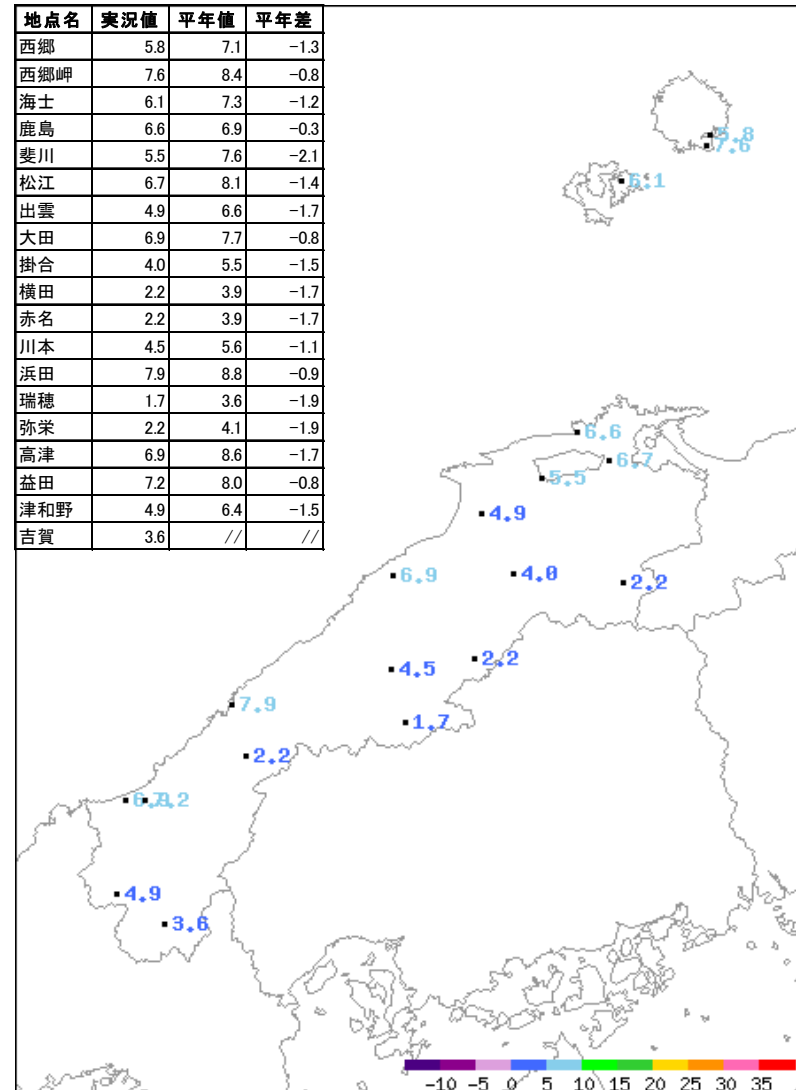 地点名 実況値 平年値 平年差
西郷 5.8 7.1 −1.3
西郷岬 7.6 8.4 −0.8
海士 6.1 7.3 −1.2
鹿島 6.6 6.9 −0.3
斐川 5.5 7.6 −2.1
松江 6.7 8.1 −1.4
出雲 4.9 6.6 −1.7
大田 6.9 7.7 −0.8
掛合 4.0 5.5 −1.5
横田 2.2 3.9 −1.7
赤名 2.2 3.9 −1.7
川本 4.5 5.6 −1.1
浜田 7.9 8.8 −0.9
瑞穂 1.7 3.6 −1.9
弥栄 2.2 4.1 −1.9
高津 6.9 8.6 −1.7
益田 7.2 8.0 −0.8
津和野 4.9 6.4 −1.5
吉賀 3.6 // //
5.8
7.6
6.1
6.6
6.7
5.5
4.9
6.9
4.0
2.2
2.2
4.5
7.9
1.7
2.2
6.9 7.2
4.9
3.6
−10 −5 0 5 10 15 20 25 30 35